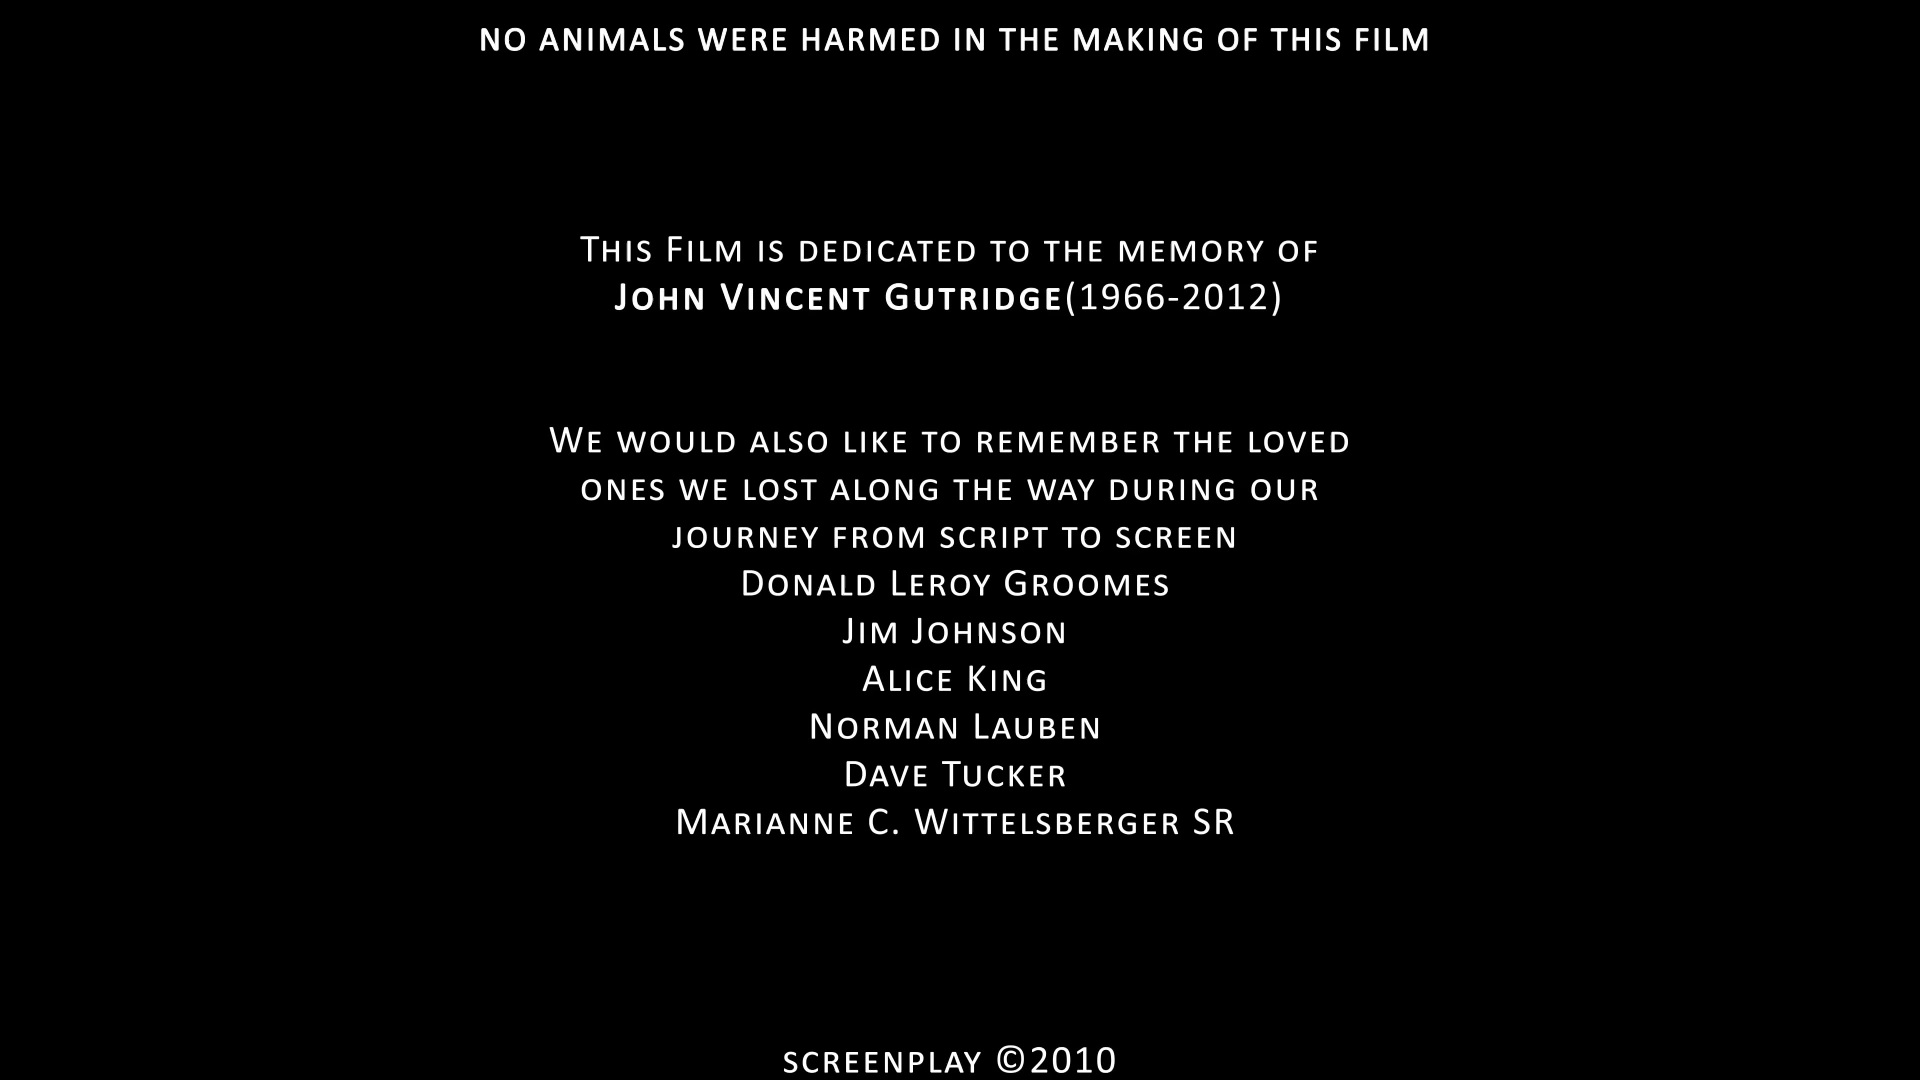 NO ANIMALS WERE HARMED IN THE MAKING OF THIS FILM
This Film is dedicated to the memory of
John Vincent Gutridge(1966-2012)
We would also like to remember the loved
ones we lost along the way during our
journey from script to screen
Donald Leroy Groomes
Jim Johnson
Alice King
Norman Lauben
Dave Tucker
Marianne C. Wittelsberger SR
screenplay ©2010